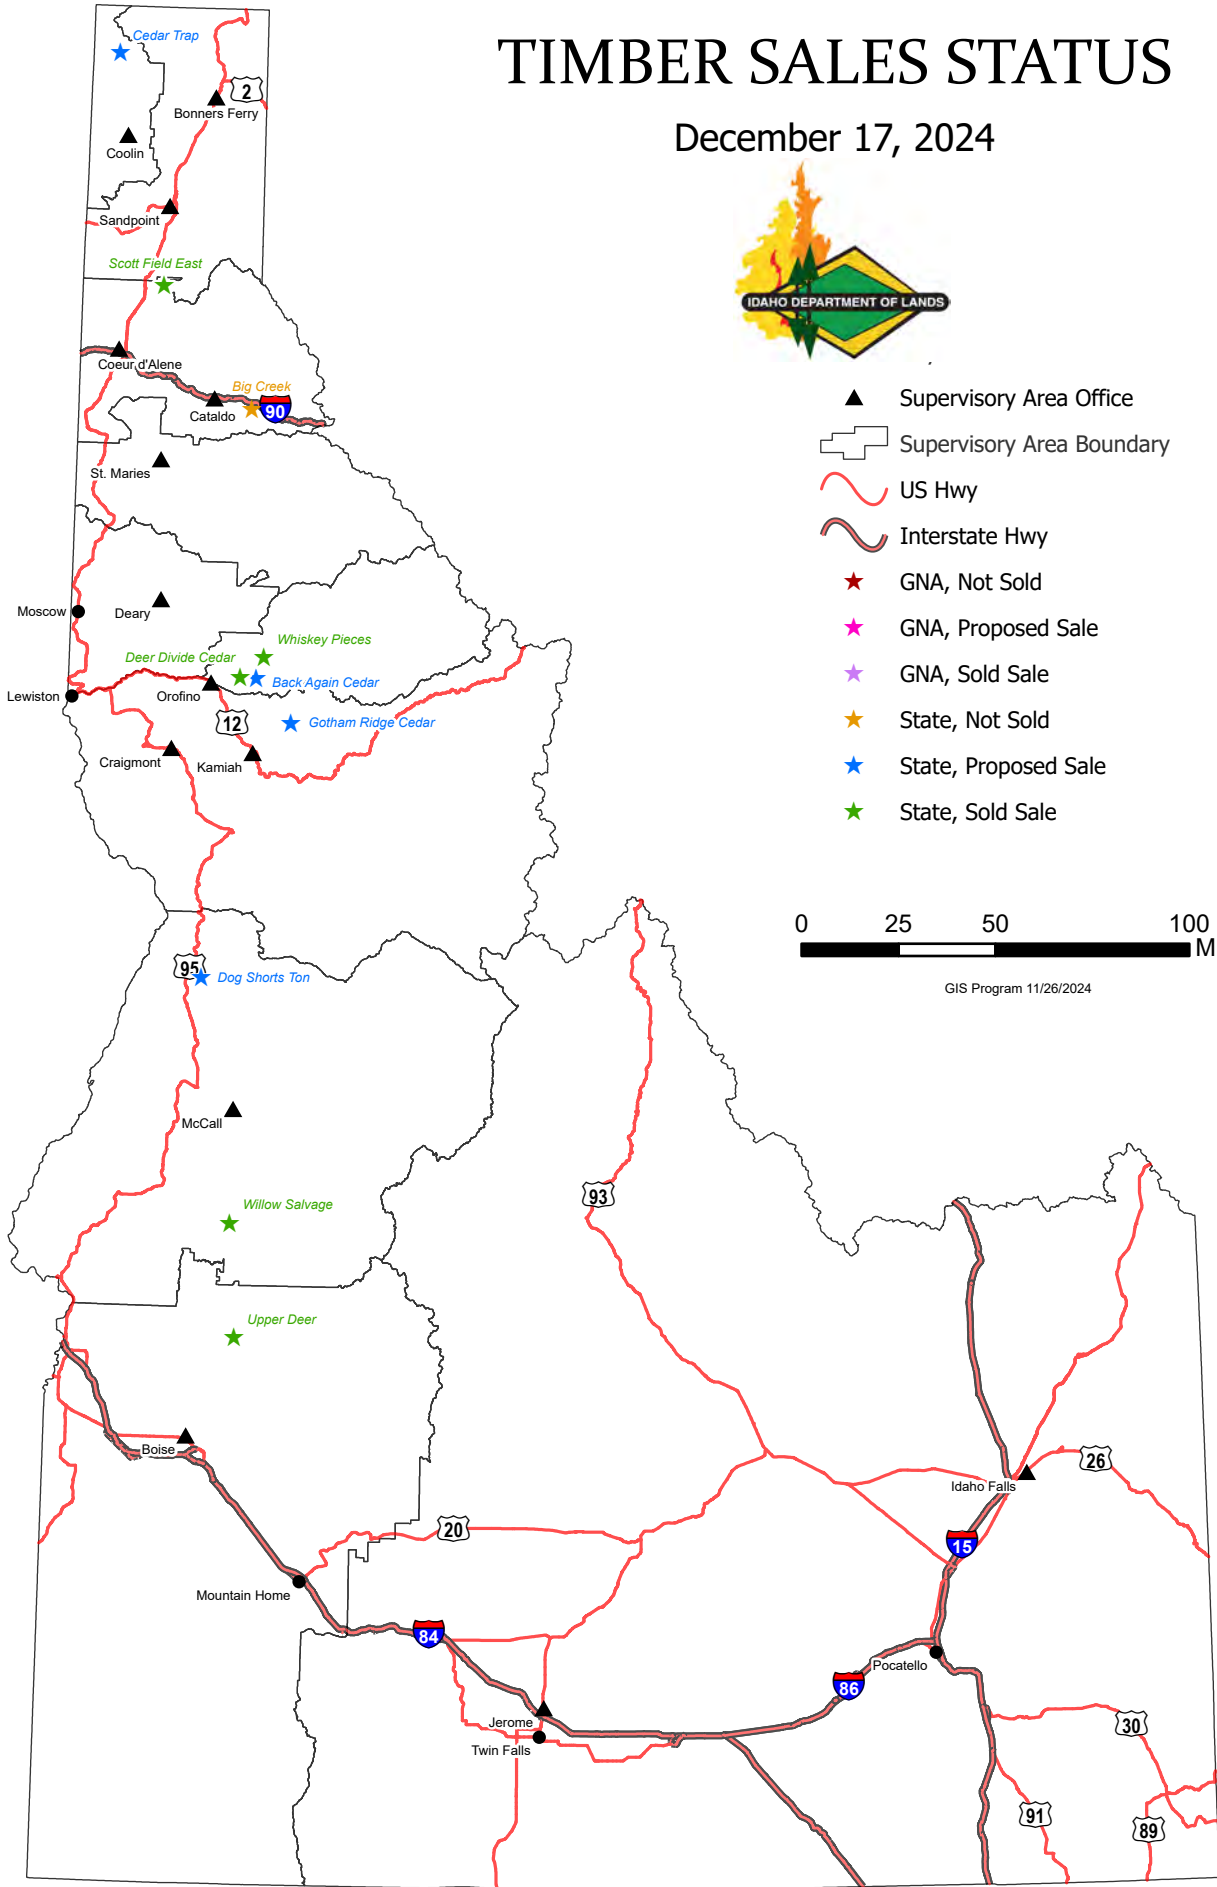 TIMBER SALES STATUS
December 17, 2024
IDAHO DEPARTMENT OF LANDS
Supervisory Area Office
Supervisory Area Boundary
US Hwy
Interstate Hwy
GNA, Not Sold
GNA, Proposed Sale
GNA, Sold Sale
State, Not Sold
State, Proposed Sale
State, Sold Sale
0 25 50 100
M
GIS Program 11/26/2024
Cedar Trap
2
Bonners Ferry
Coolin
Sandpoint
Scott Field East
Coeur d'Alene
Big Creek
90
Cataldo
St. Maries
Moscow
Deary
Whiskey Pieces
Deer Divide Cedar
Back Again Cedar
Lewiston
Orofino
12
Gotham Ridge Cedar
Craigmont
Kamiah
95
Dog Shorts Ton
McCall
93
Willow Salvage
Upper Deer
Boise
26
Idaho Falls
20
15
Mountain Home
84
Pocatello
86
Jerome
30
Twin Falls
91
89